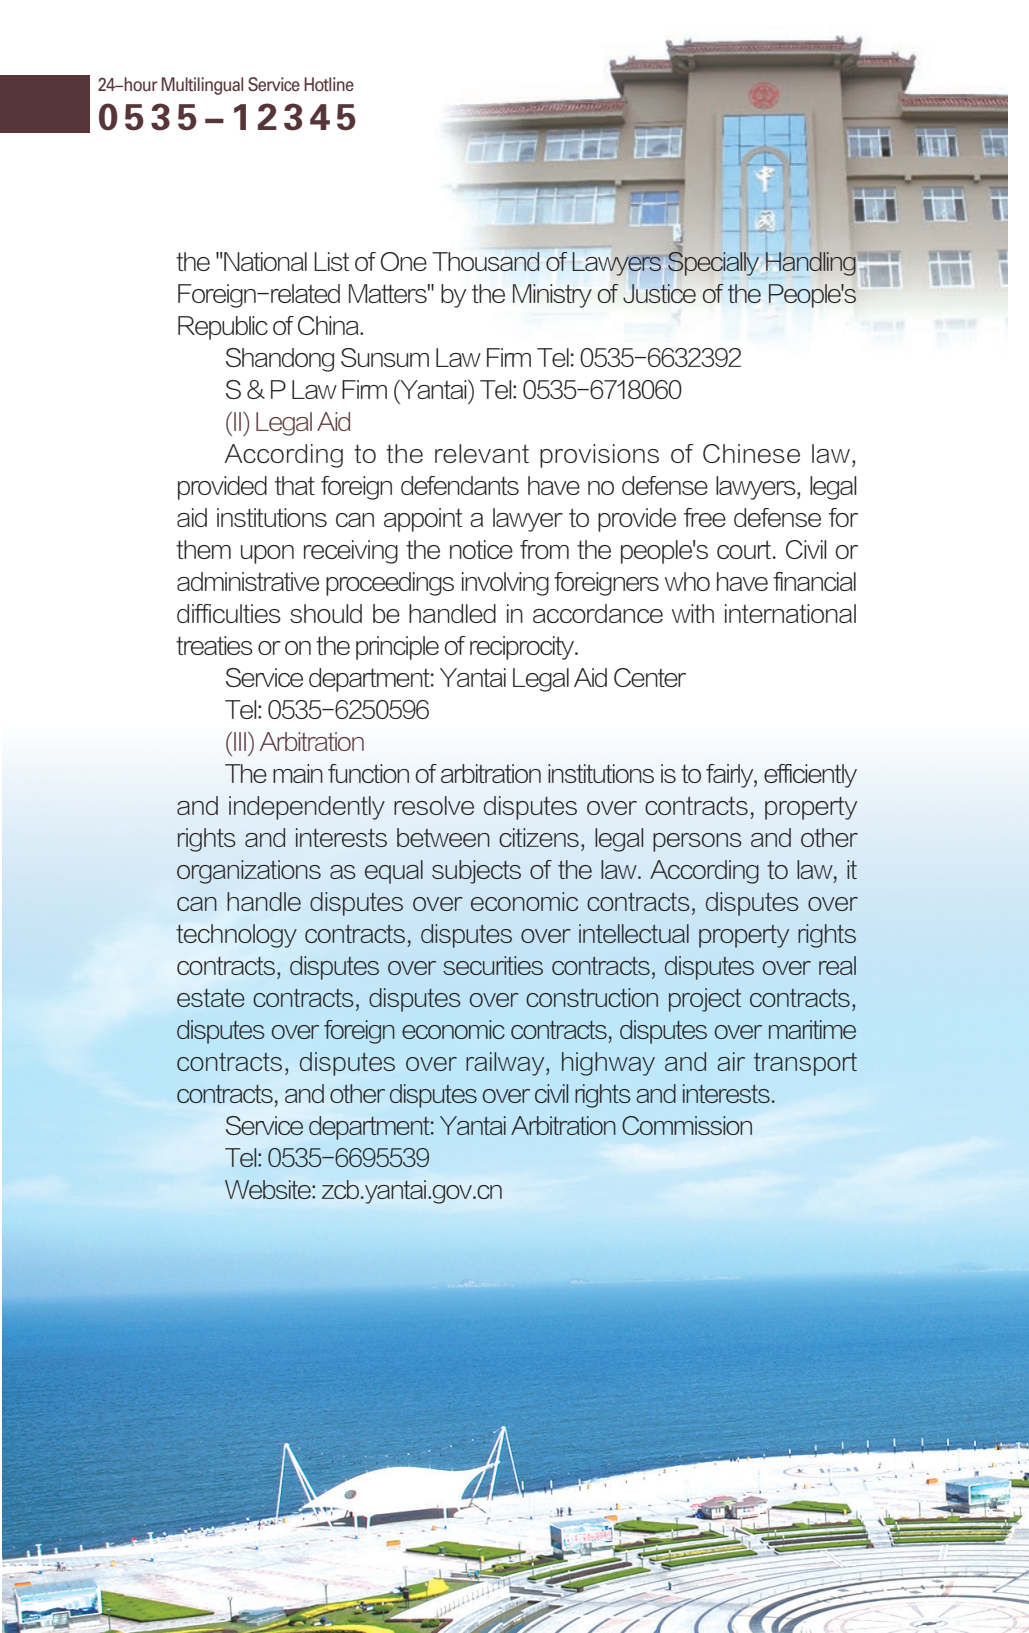 24-hour Multilingual Service Hotline
0535-12345
中
国
the "National List of One Thousand of Lawyers Specially Handling
Foreign-related Matters" by the Ministry of Justice of the People's
Republic of China.
Shandong Sunsum Law Firm Tel: 0535-6632392
S & P Law Firm (Yantai) Tel: 0535-6718060
(II) Legal Aid
According to the relevant provisions of Chinese law,
provided that foreign defendants have no defense lawyers, legal
aid institutions can appoint a lawyer to provide free defense for
them upon receiving the notice from the people's court. Civil or
administrative proceedings involving foreigners who have financial
difficulties should be handled in accordance with international
treaties or on the principle of reciprocity.
Service department: Yantai Legal Aid Center
Tel: 0535-6250596
(III) Arbitration
The main function of arbitration institutions is to fairly, efficiently
and independently resolve disputes over contracts, property
rights and interests between citizens, legal persons and other
organizations as equal subjects of the law. According to law, it
can handle disputes over economic contracts, disputes over
technology contracts, disputes over intellectual property rights
contracts, disputes over securities contracts, disputes over real
estate contracts, disputes over construction project contracts,
disputes over foreign economic contracts, disputes over maritime
contracts, disputes over railway, highway and air transport
contracts, and other disputes over civil rights and interests.
Service department: Yantai Arbitration Commission
Tel: 0535-6695539
Website: zcb.yantai.gov.cn